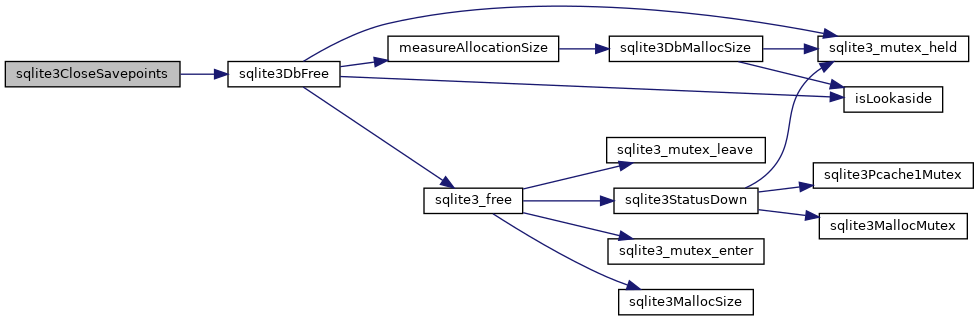 sqlite3CloseSavepoints
sqlite3DbFree
measureAllocationSize
sqlite3DbMallocSize
sqlite3_mutex_held
isLookaside
sqlite3_free
sqlite3_mutex_leave
sqlite3StatusDown
sqlite3Pcache1Mutex
sqlite3MallocMutex
sqlite3_mutex_enter
sqlite3MallocSize